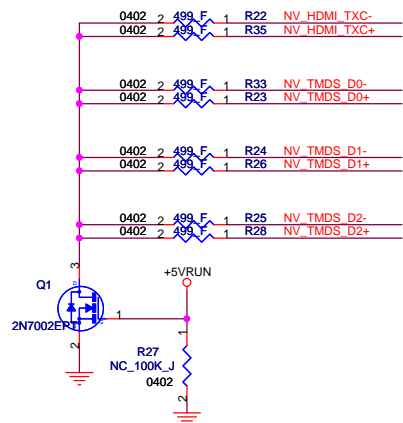 0402 2 499_F 1 R22 NV_HDMI_TXC-
0402 2 499_F 1 R35 NV_HDMI_TXC+
0402 2 499_F 1 R33 NV_TMDS_D0-
0402 2 499_F 1 R23 NV_TMDS_D0+
0402 2 499_F 1 R24 NV_TMDS_D1-
0402 2 499_F 1 R26 NV_TMDS_D1+
0402 2 499_F 1 R25 NV_TMDS_D2-
0402 2 499_F 1 R28 NV_TMDS_D2+
3
Q1
+5VRUN
1
2N7002EPT
2
1
R27
NC_100K_J
0402
2